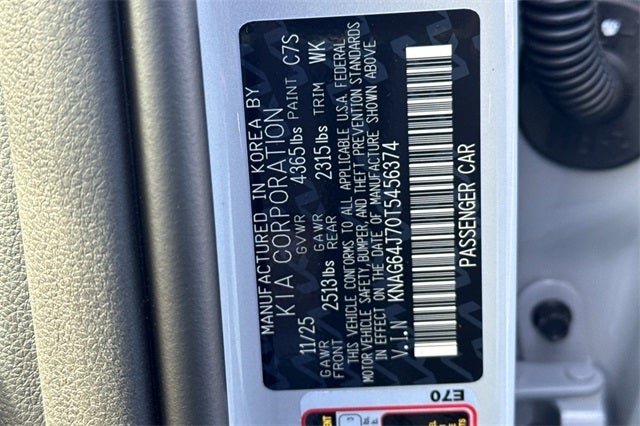 MANUFACTURED IN KOREA BY
KIA CORPORATION
11/25 GVWR 4365lbs PAINT C7S
GAWR FRONT 2513lbs GAWR REAR 2315lbs TRIM WK
THIS VEHICLE CONFORMS TO ALL APPLICABLE U.S.A. FEDERAL
MOTOR VEHICLE SAFETY BUMPER AND THEFT PREVENTION STANDARDS
IN EFFECT ON THE DATE OF MANUFACTURE SHOWN ABOVE
V.I.N KNAG64J70T5456374
PASSENGER CAR
E70